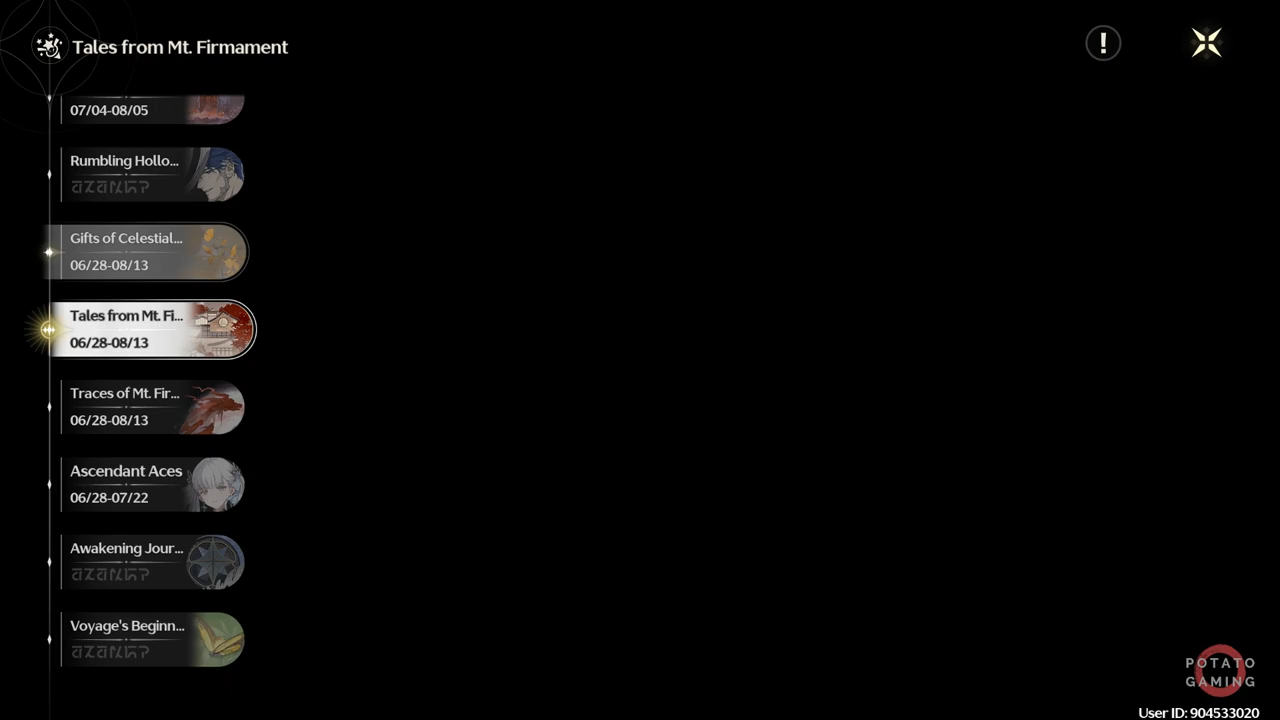 Tales from Mt. Firmament
07/04-08/05
Rumbling Hollo...
Gifts of Celestial...
06/28-08/13
Tales from Mt. Fi...
06/28-08/13
Traces of Mt. Fir...
06/28-08/13
Ascendant Aces
06/28-07/22
Awakening Jour...
Voyage's Beginn...
POTATO
GAMING
User ID: 904533020